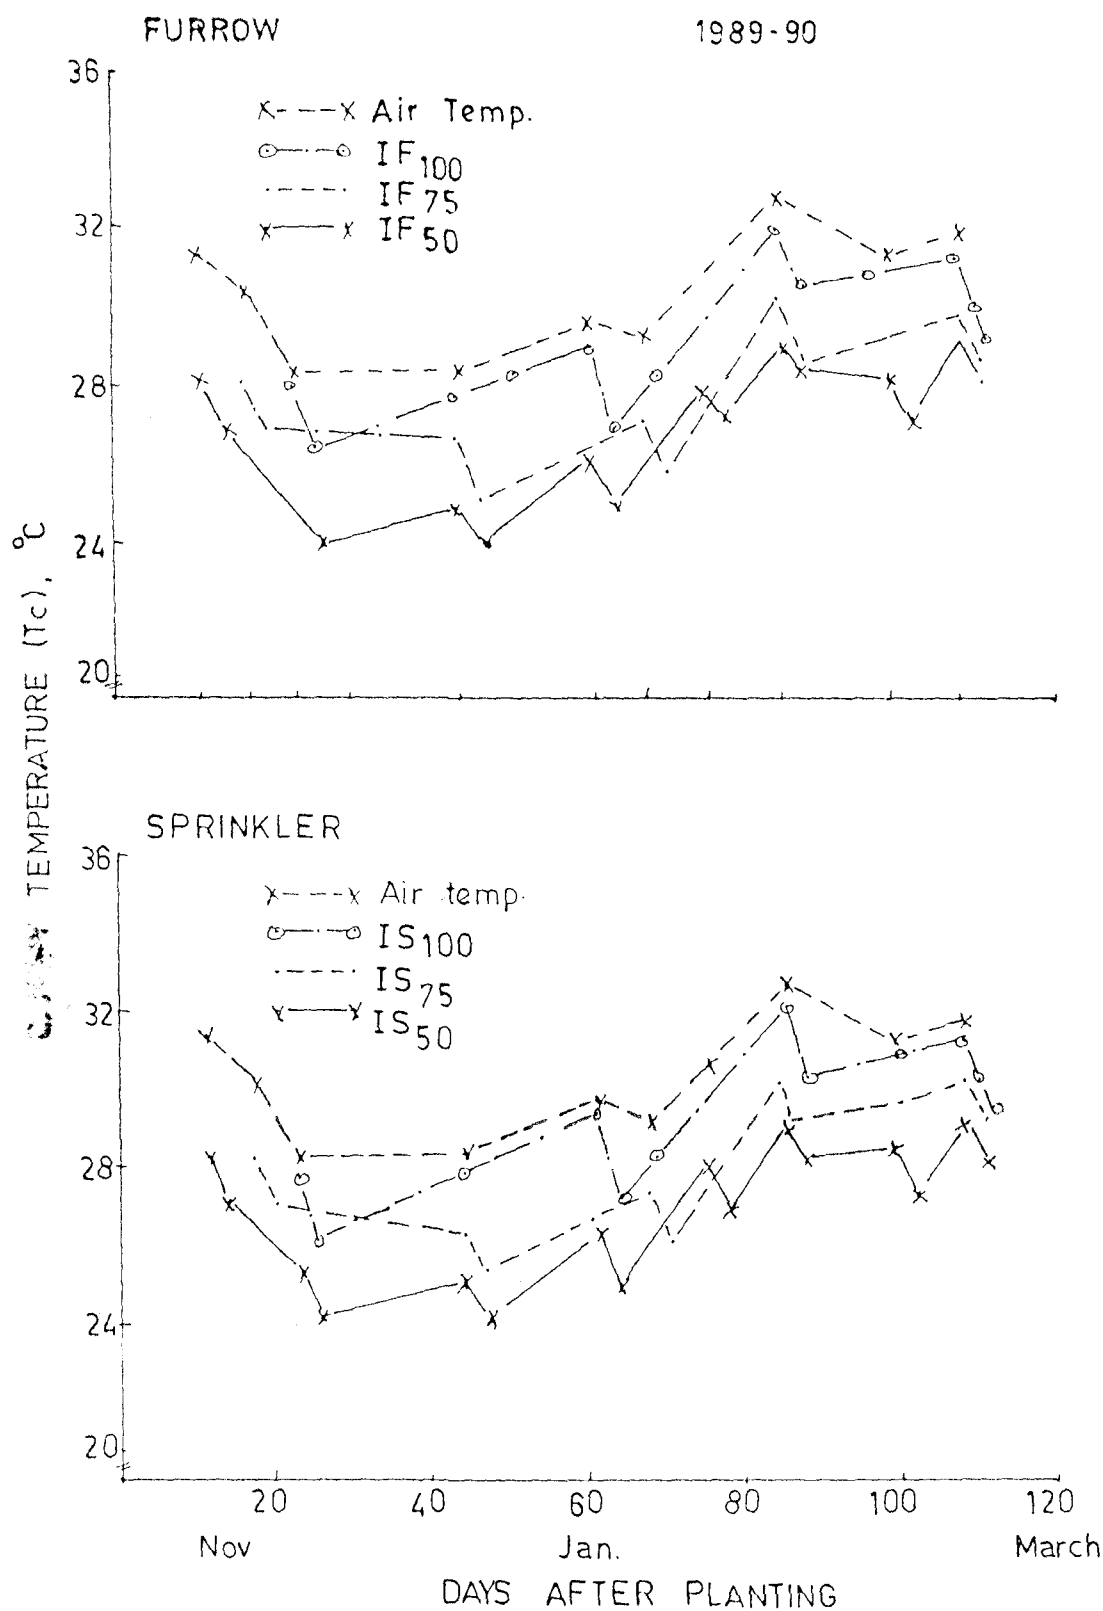 FURROW 1989-90
36
32
28
24
20
x----x Air Temp.
IF100
IF75
IF50
TEMPERATURE (Tc), °C
SPRINKLER
36
32
28
24
20
x----x Air temp.
IS100
IS75
IS50
20 40 60 80 100 120
Nov Jan. March
DAYS AFTER PLANTING